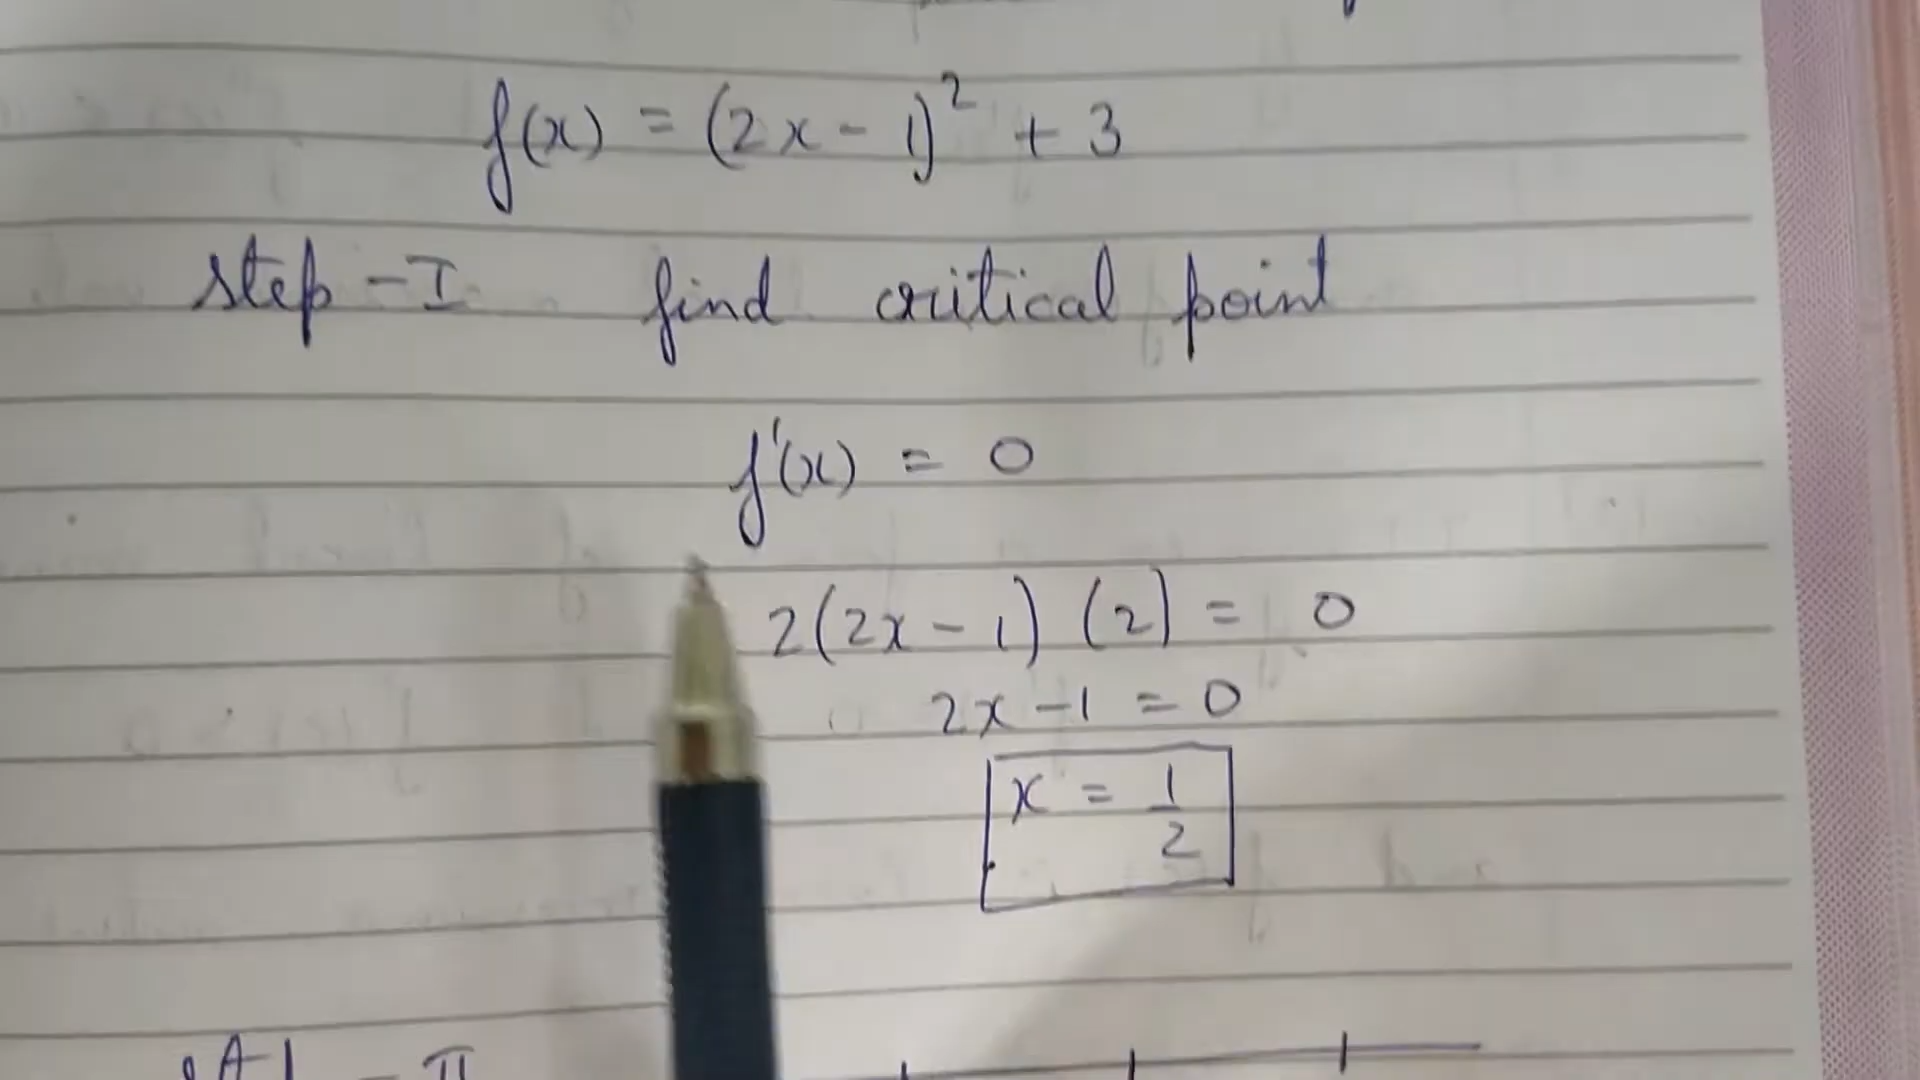 f(x) = (2x - 1)² + 3
step - I find critical point
f'(x) = 0
2(2x - 1) (2) = 0
2x - 1 = 0
x = 1/2
- II